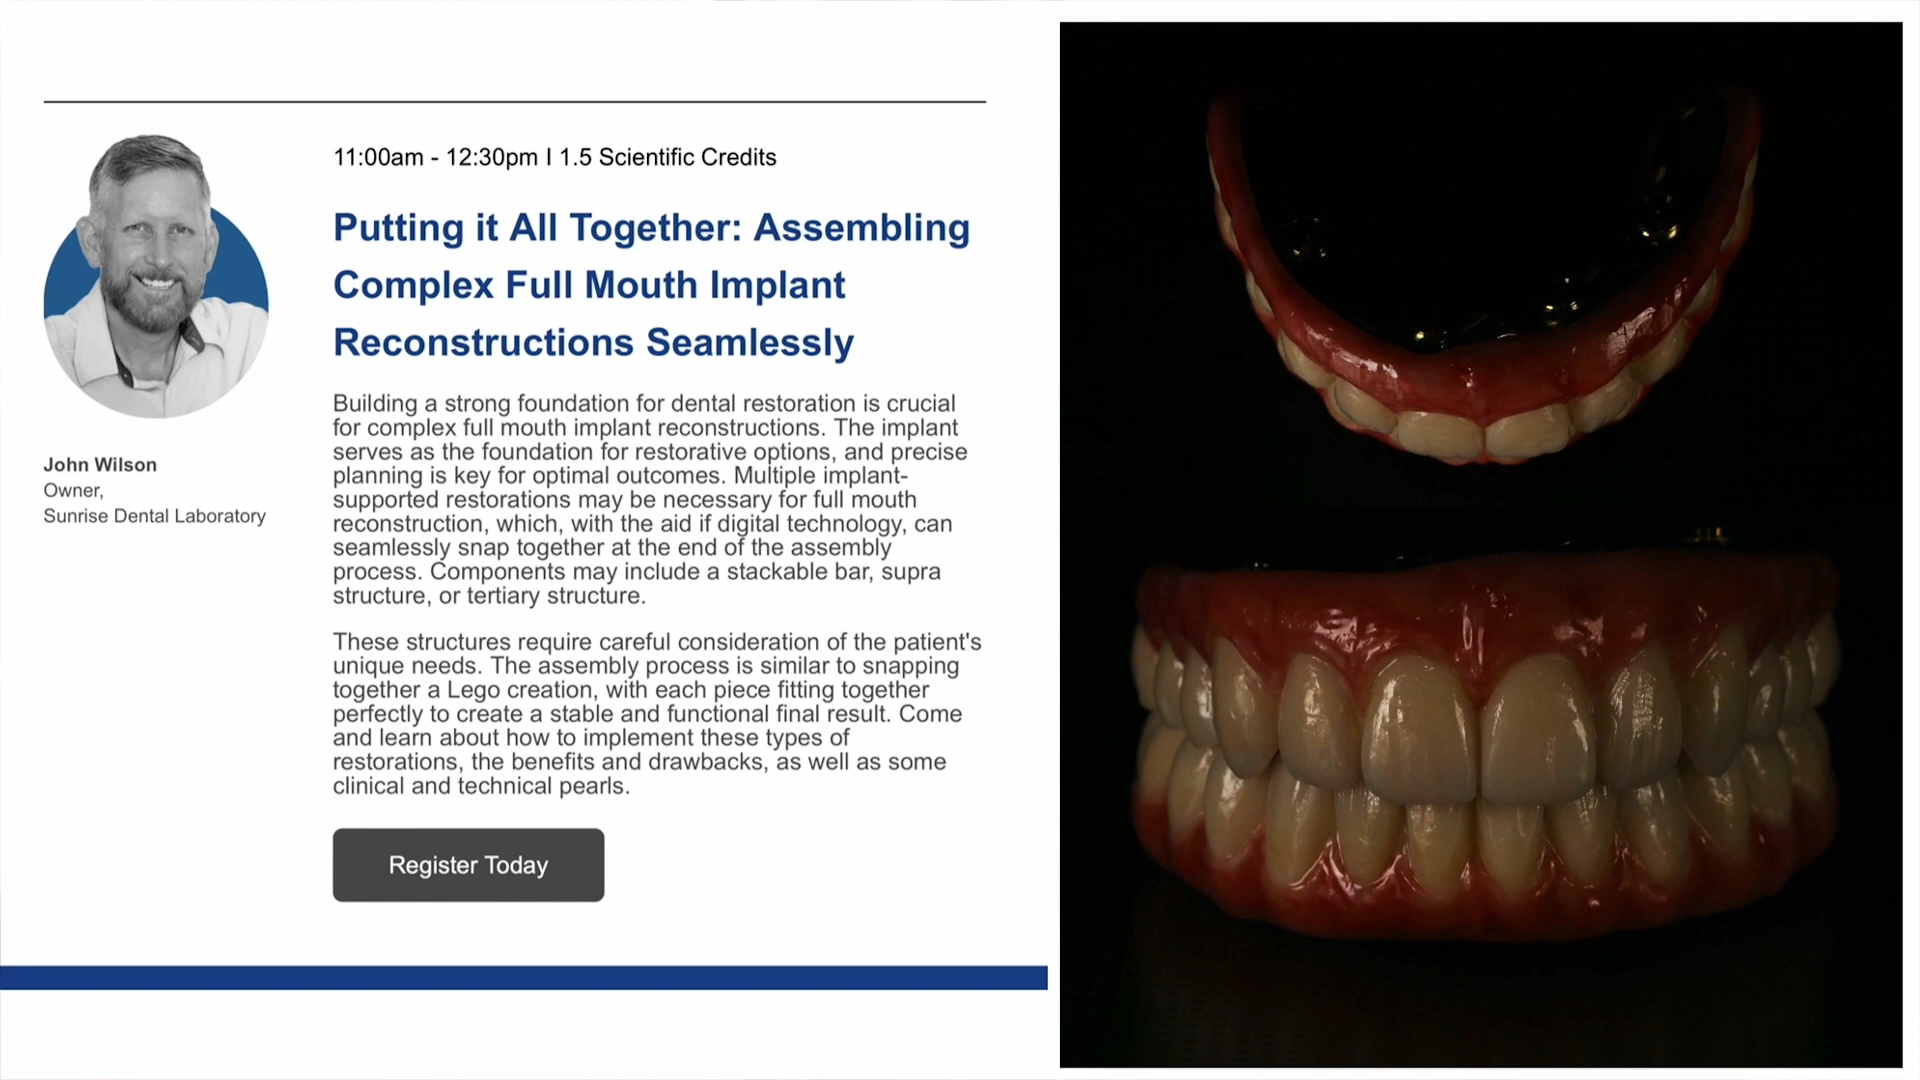 11:00am - 12:30pm I 1.5 Scientific Credits
Putting it All Together: Assembling
Complex Full Mouth Implant
Reconstructions Seamlessly
Building a strong foundation for dental restoration is crucial
for complex full mouth implant reconstructions. The implant
serves as the foundation for restorative options, and precise
planning is key for optimal outcomes. Multiple implant-
supported restorations may be necessary for full mouth
reconstruction, which, with the aid if digital technology, can
seamlessly snap together at the end of the assembly
process. Components may include a stackable bar, supra
structure, or tertiary structure.
These structures require careful consideration of the patient's
unique needs. The assembly process is similar to snapping
together a Lego creation, with each piece fitting together
perfectly to create a stable and functional final result. Come
and learn about how to implement these types of
restorations, the benefits and drawbacks, as well as some
clinical and technical pearls.
Register Today
John Wilson
Owner,
Sunrise Dental Laboratory